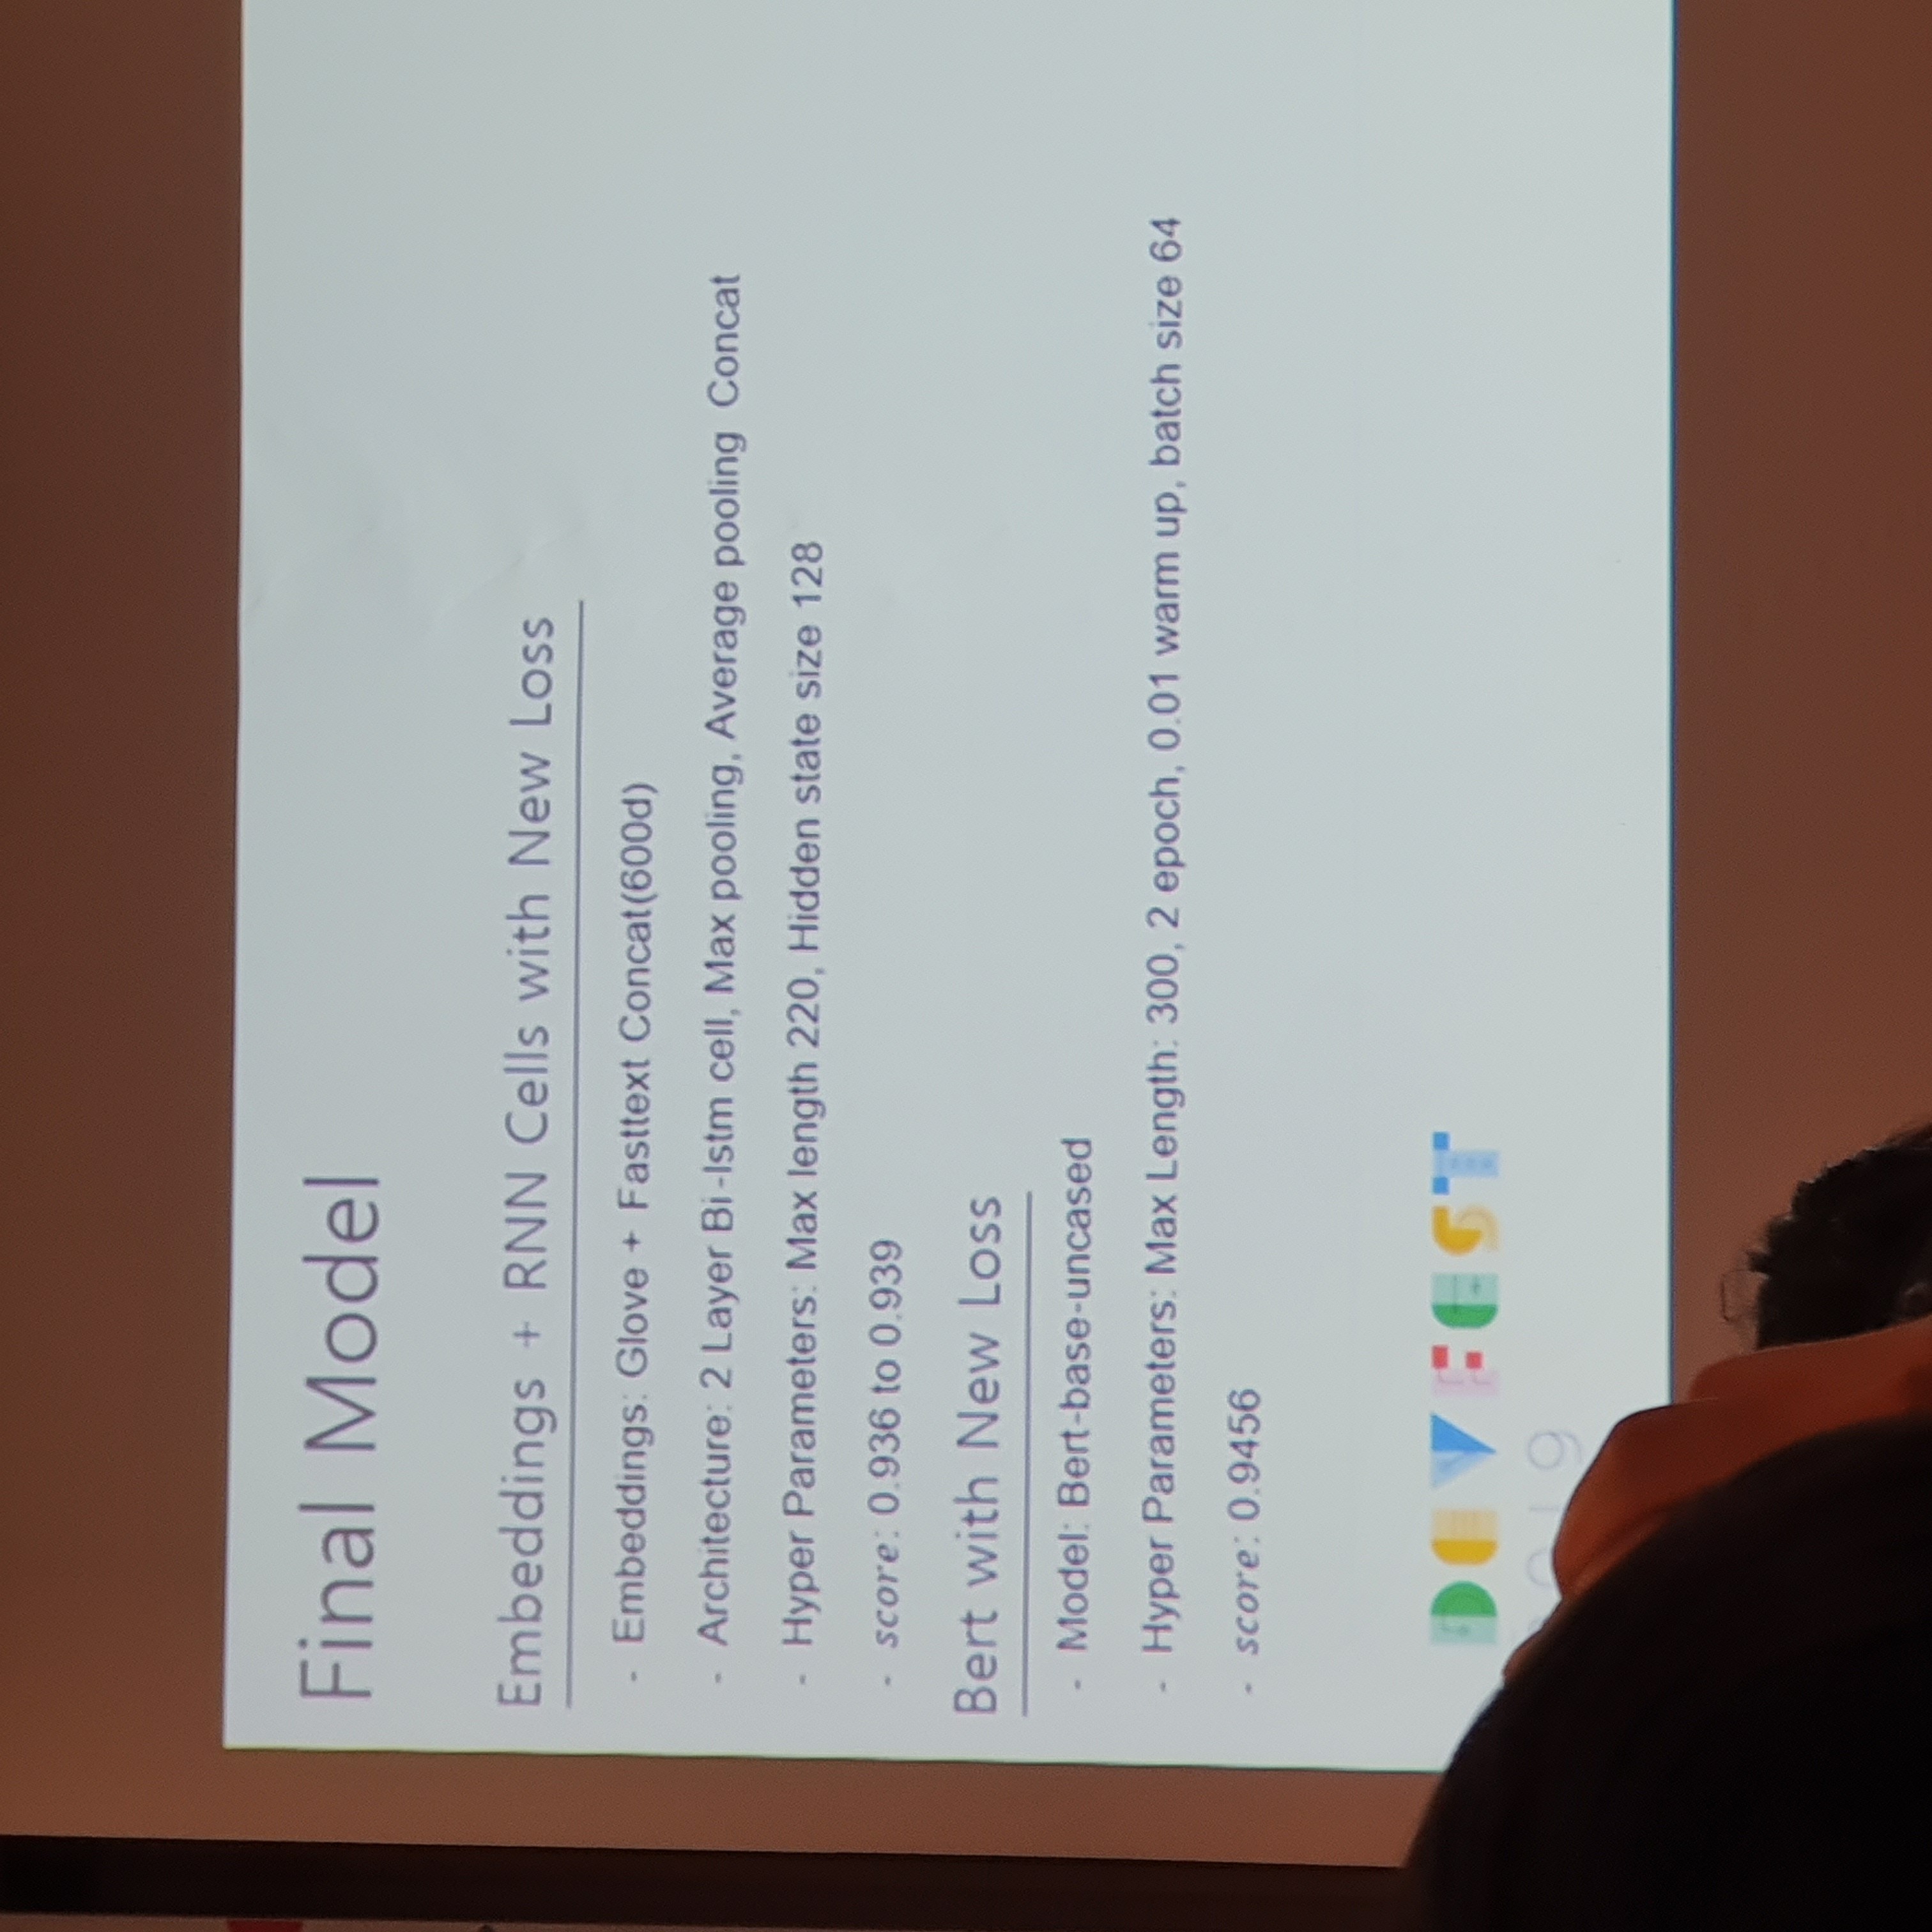 Final Model
Embeddings + RNN Cells with New Loss
- Embeddings: Glove + Fasttext Concat(600d)
- Architecture: 2 Layer Bi-lstm cell, Max pooling, Average pooling Concat
- Hyper Parameters: Max length 220, Hidden state size 128
- score: 0.936 to 0.939
Bert with New Loss
- Model: Bert-base-uncased
- Hyper Parameters: Max Length: 300, 2 epoch, 0.01 warm up, batch size 64
- score: 0.9456
DEVFEST
2019